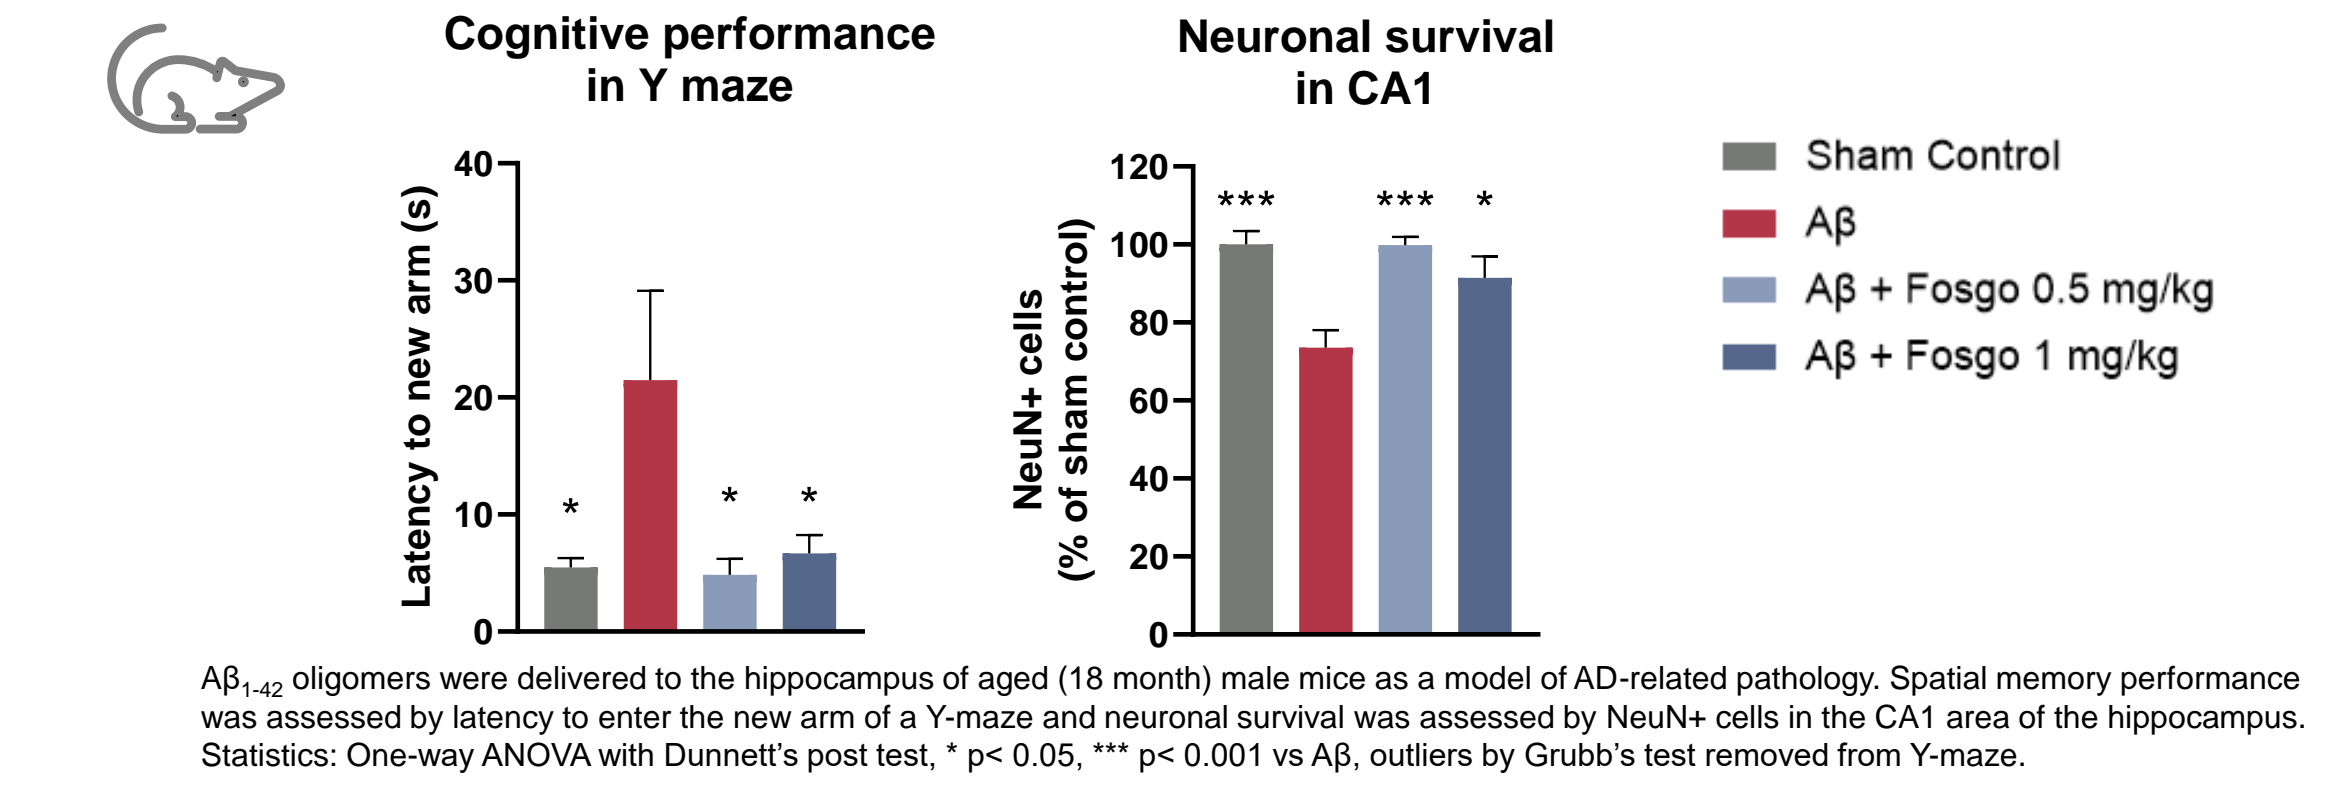 Cognitive performance
in Y maze
Latency to new arm (s)
40
30
20
10
0
*
*
*
Neuronal survival
in CA1
NeuN+ cells
(% of sham control)
120
100
80
60
40
20
0
***
***
*
Sham Control
Aβ
Aβ + Fosgo 0.5 mg/kg
Aβ + Fosgo 1 mg/kg
Aβ1-42 oligomers were delivered to the hippocampus of aged (18 month) male mice as a model of AD-related pathology. Spatial memory performance
was assessed by latency to enter the new arm of a Y-maze and neuronal survival was assessed by NeuN+ cells in the CA1 area of the hippocampus.
Statistics: One-way ANOVA with Dunnett’s post test, * p< 0.05, *** p< 0.001 vs Aβ, outliers by Grubb’s test removed from Y-maze.